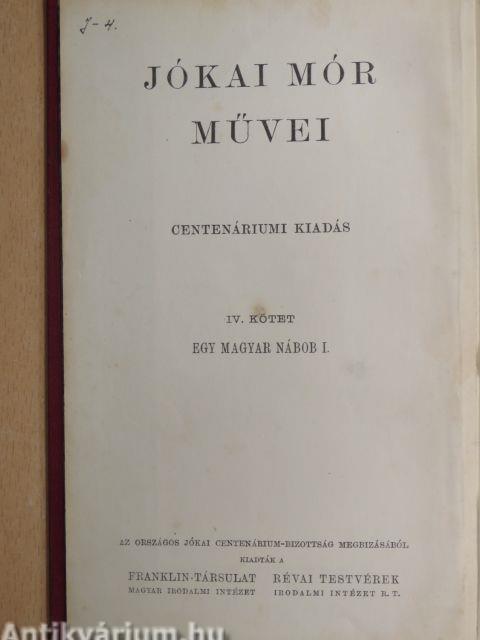 J-4.
JÓKAI MÓR
MŰVEI
CENTENÁRIUMI KIADÁS
IV. KÖTET
EGY MAGYAR NÁBOB I.
AZ ORSZÁGOS JÓKAI CENTENÁRIUM-BIZOTTSÁG MEGBIZÁSÁBÓL
KIADTÁK A
FRANKLIN-TÁRSULAT RÉVAI TESTVÉREK
MAGYAR IRODALMI INTÉZET IRODALMI INTÉZET R. T.
Antikvárium.hu